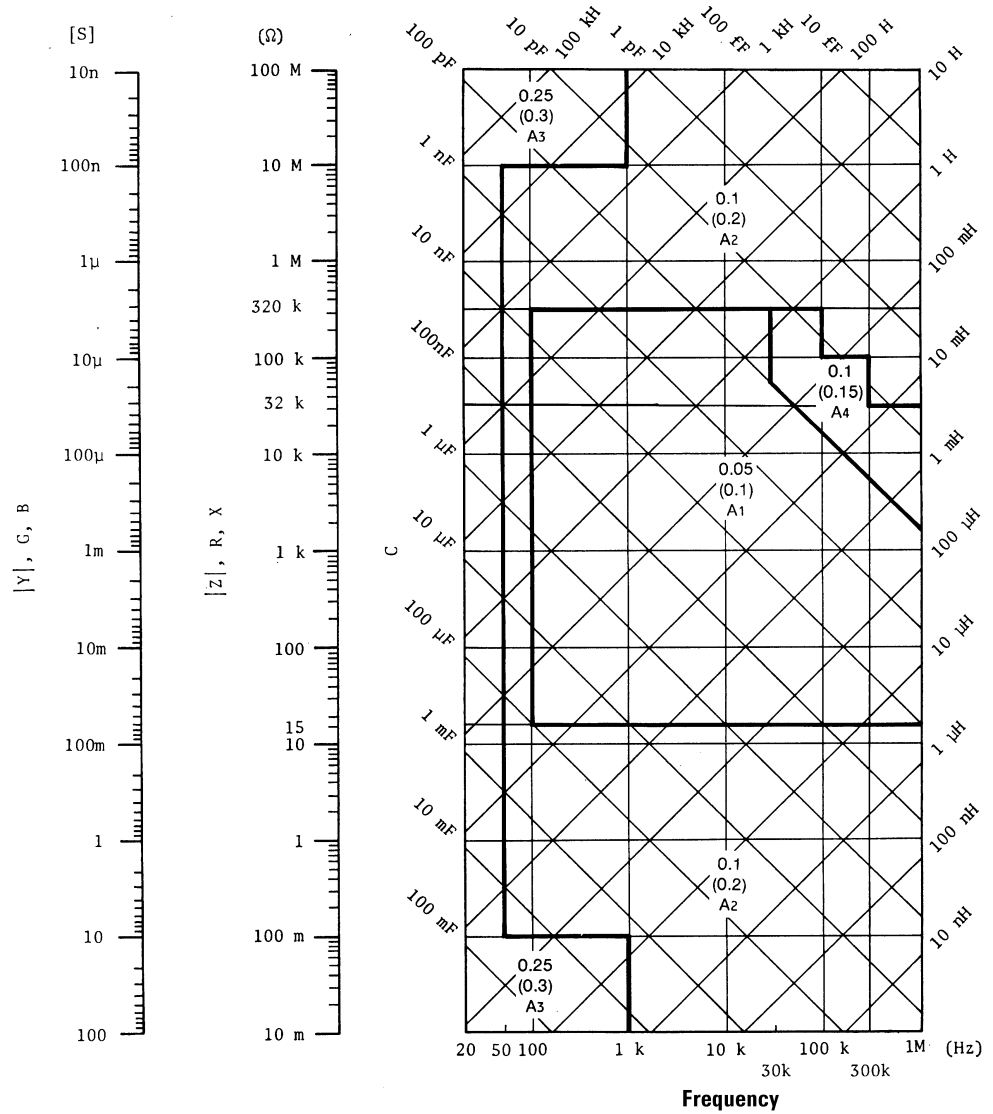 [S]
10n
100n
1μ
10μ
100μ
1m
10m
100m
1
10
100
|Y|, G, B
(Ω)
100 M
10 M
1 M
320 k
100 k
32 k
10 k
1 k
100
15
10
1
100 m
10 m
|Z|, R, X
C
100 pF
10 pF
100 kH
1 pF
10 kH
100 fF
1 kH
10 fF
100 H
10 H
1 nF
10 nF
100nF
1 μF
10 μF
100 μF
1 mF
10 mF
100 mF
1 H
100 mH
10 mH
1 mH
100 μH
10 μH
1 μH
100 nH
10 nH
0.25
(0.3)
A3
0.1
(0.2)
A2
0.1
(0.15)
A4
0.05
(0.1)
A1
0.1
(0.2)
A2
0.25
(0.3)
A3
20 50 100 1 k 10 k 100 k 1M (Hz)
30k 300k
Frequency